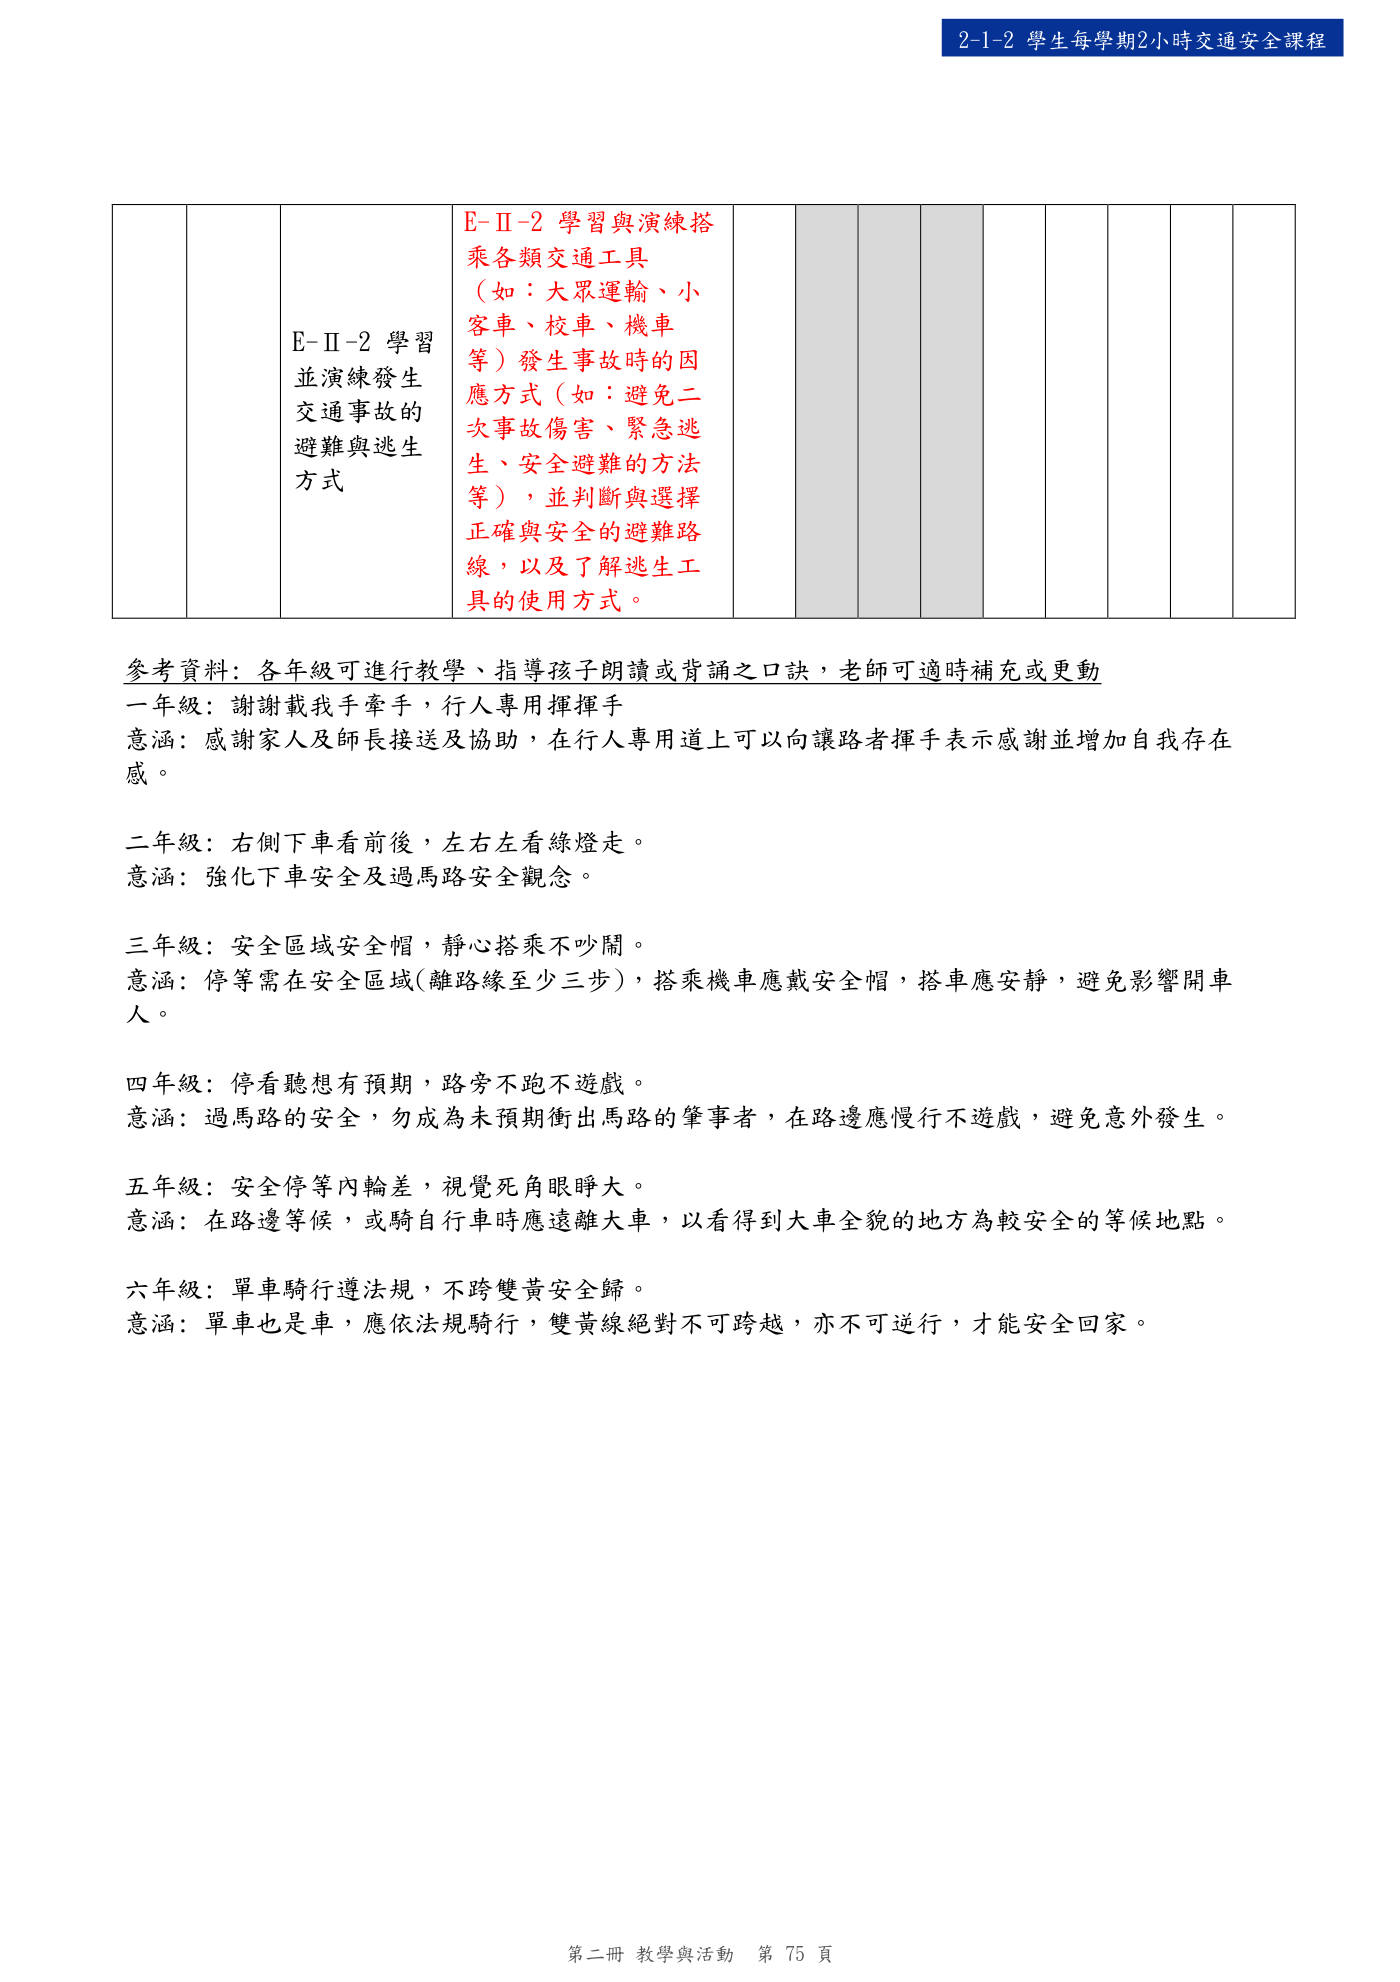 2-1-2 學生每學期2小時交通安全課程
E-Ⅱ-2 學習
並演練發生
交通事故的
避難與逃生
方式
E-Ⅱ-2 學習與演練搭
乘各類交通工具
（如：大眾運輸、小
客車、校車、機車
等）發生事故時的因
應方式（如：避免二
次事故傷害、緊急逃
生、安全避難的方法
等），並判斷與選擇
正確與安全的避難路
線，以及了解逃生工
具的使用方式。
參考資料：各年級可進行教學、指導孩子朗讀或背誦之口訣，老師可適時補充或更動
一年級：謝謝載我手牽手，行人專用揮揮手
意涵：感謝家人及師長接送及協助，在行人專用道上可以向讓路者揮手表示感謝並增加自我存在
感。
二年級：右側下車看前後，左右左看綠燈走。
意涵：強化下車安全及過馬路安全觀念。
三年級：安全區域安全帽，靜心搭乘不吵鬧。
意涵：停等需在安全區域(離路緣至少三步)，搭乘機車應戴安全帽，搭車應安靜，避免影響開車
人。
四年級：停看聽想有預期，路旁不跑不遊戲。
意涵：過馬路的安全，勿成為未預期衝出馬路的肇事者，在路邊應慢行不遊戲，避免意外發生。
五年級：安全停等內輪差，視覺死角眼睜大。
意涵：在路邊等候，或騎自行車時應遠離大車，以看得到大車全貌的地方為較安全的等候地點。
六年級：單車騎行遵法規，不跨雙黃安全歸。
意涵：單車也是車，應依法規騎行，雙黃線絕對不可跨越，亦不可逆行，才能安全回家。
第二冊 教學與活動 第 75 頁